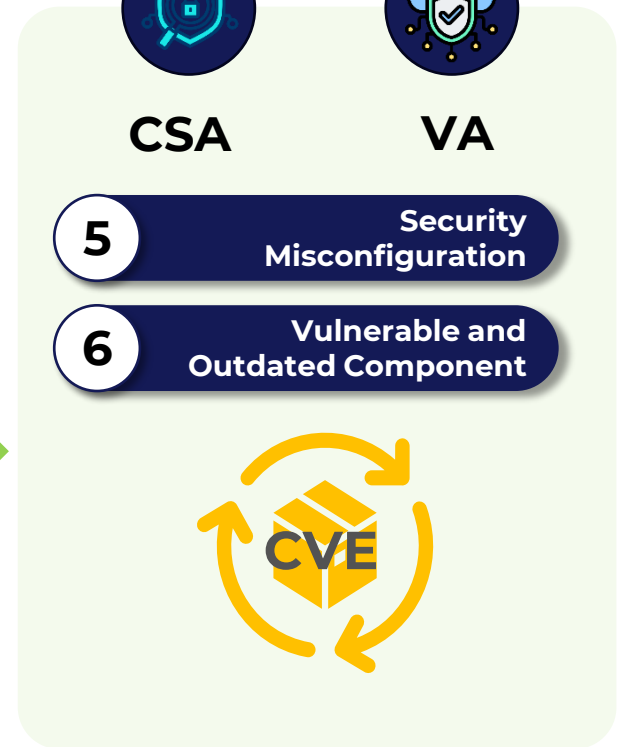 CSA
VA
5
Security
Misconfiguration
6
Vulnerable and
Outdated Component
CVE